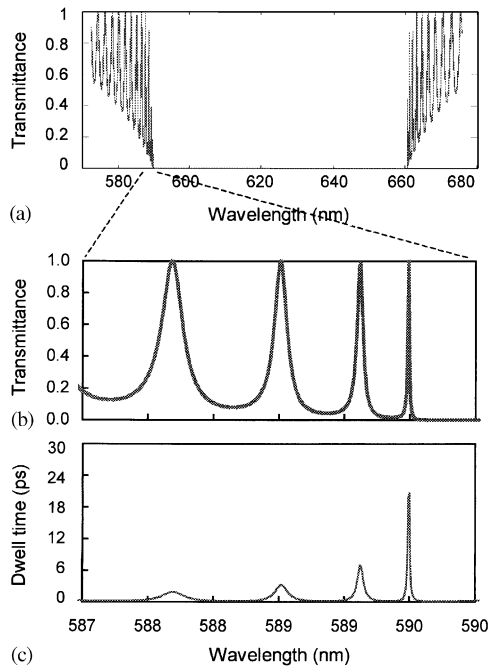 1
0.8
0.6
0.4
0.2
0
Transmittance
580 600 620 640 660 680
Wavelength (nm)
(a)
1.0
0.8
0.6
0.4
0.2
0.0
Transmittance
(b)
30
24
18
12
6
0
Dwell time (ps)
587 588 588 589 589 590 590
Wavelength (nm)
(c)